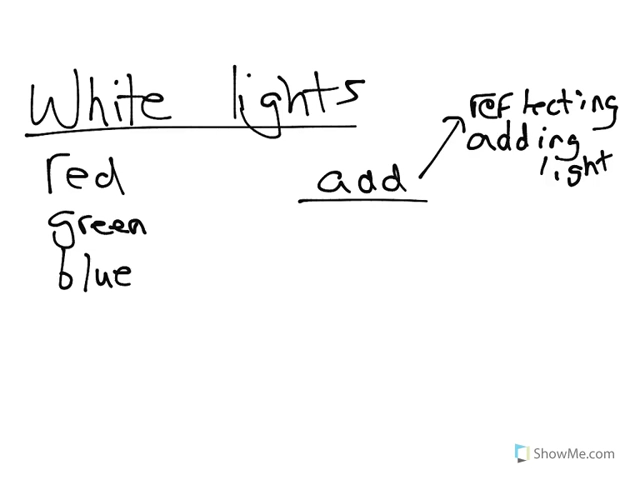 White lights
red
green
blue
add
reflecting
adding
light
ShowMe.com